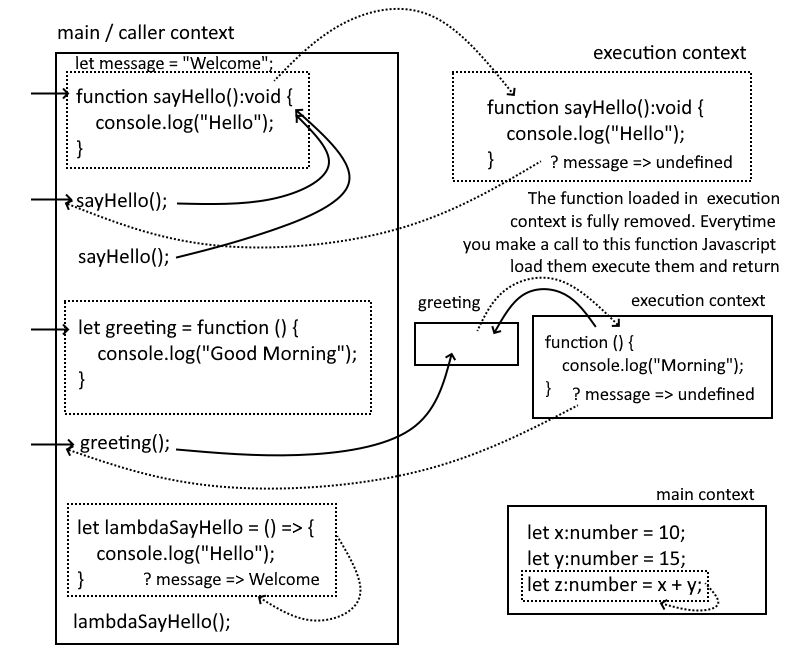 main / caller context
let message = "Welcome";
function sayHello():void {
console.log("Hello");
}
sayHello();
sayHello();
let greeting = function () {
console.log("Good Morning");
}
greeting();
let lambdaSayHello = () => {
console.log("Hello");
} ? message => Welcome
lambdaSayHello();
execution context
function sayHello():void {
console.log("Hello");
}
? message => undefined
The function loaded in execution
context is fully removed. Everytime
you make a call to this function Javascript
load them execute them and return
greeting
execution context
function () {
console.log("Morning");
} ? message => undefined
main context
let x:number = 10;
let y:number = 15;
let z:number = x + y;